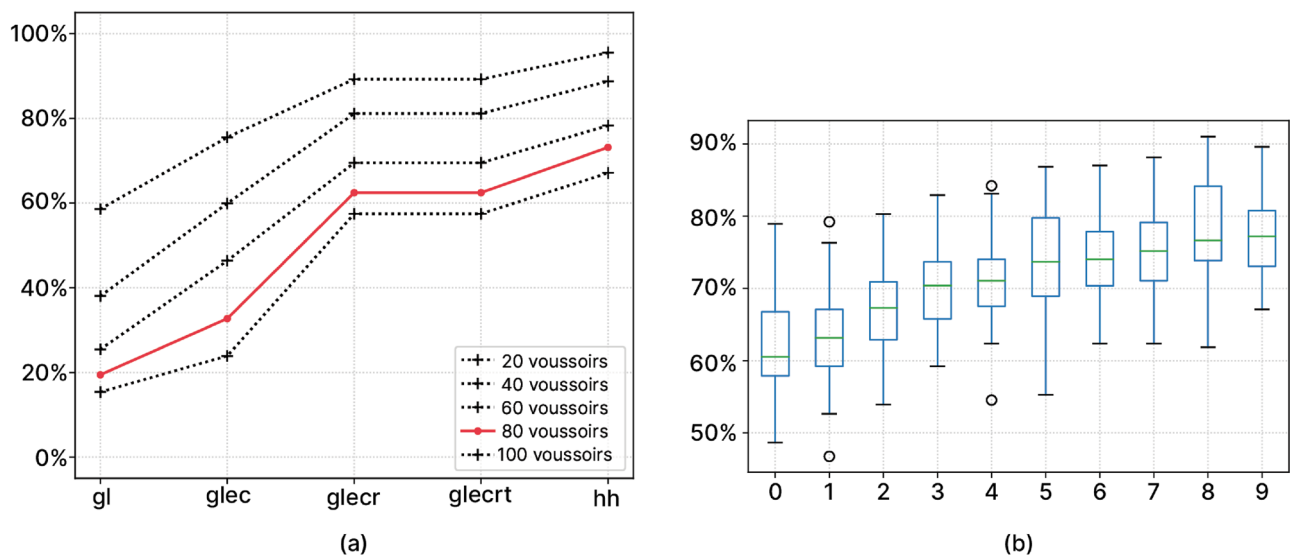 100%
80%
60%
40%
20%
0%
gl glec glecr glecrt hh
20 voussoirs
40 voussoirs
60 voussoirs
80 voussoirs
100 voussoirs
(a)
90%
80%
70%
60%
50%
0 1 2 3 4 5 6 7 8 9
(b)